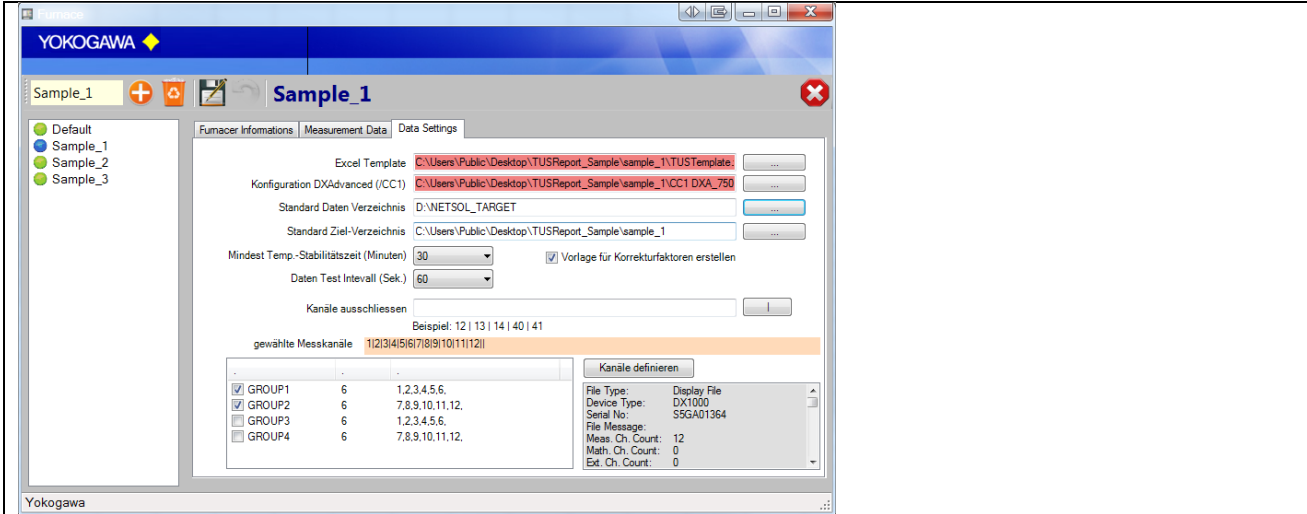 Furnace
YOKOGAWA
Sample_1
Sample_1
Default
Sample_1
Sample_2
Sample_3
Furnacer Informations
Measurement Data
Data Settings
Excel Template C:\Users\Public\Desktop\TUSReport_Sample\sample_1\TUSTemplate. ...
Konfiguration DXAdvanced (/CC1) C:\Users\Public\Desktop\TUSReport_Sample\sample_1\CC1 DXA_750 ...
Standard Daten Verzeichnis D:\NETSOL_TARGET ...
Standard Ziel-Verzeichnis C:\Users\Public\Desktop\TUSReport_Sample\sample_1 ...
Mindest Temp.-Stabilitätszeit (Minuten) 30 Vorlage für Korrekturfaktoren erstellen
Daten Test Intevall (Sek.) 60
Kanäle ausschliessen |
Beispiel: 12 | 13 | 14 | 40 | 41
gewählte Messkanäle 1|2|3|4|5|6|7|8|9|10|11|12||
. . .
GROUP1 6 1,2,3,4,5,6,
GROUP2 6 7,8,9,10,11,12,
GROUP3 6 1,2,3,4,5,6,
GROUP4 6 7,8,9,10,11,12,
Kanäle definieren
File Type: Display File
Device Type: DX1000
Serial No: S5GA01364
File Message:
Meas. Ch. Count: 12
Math. Ch. Count: 0
Ext. Ch. Count: 0
Yokogawa